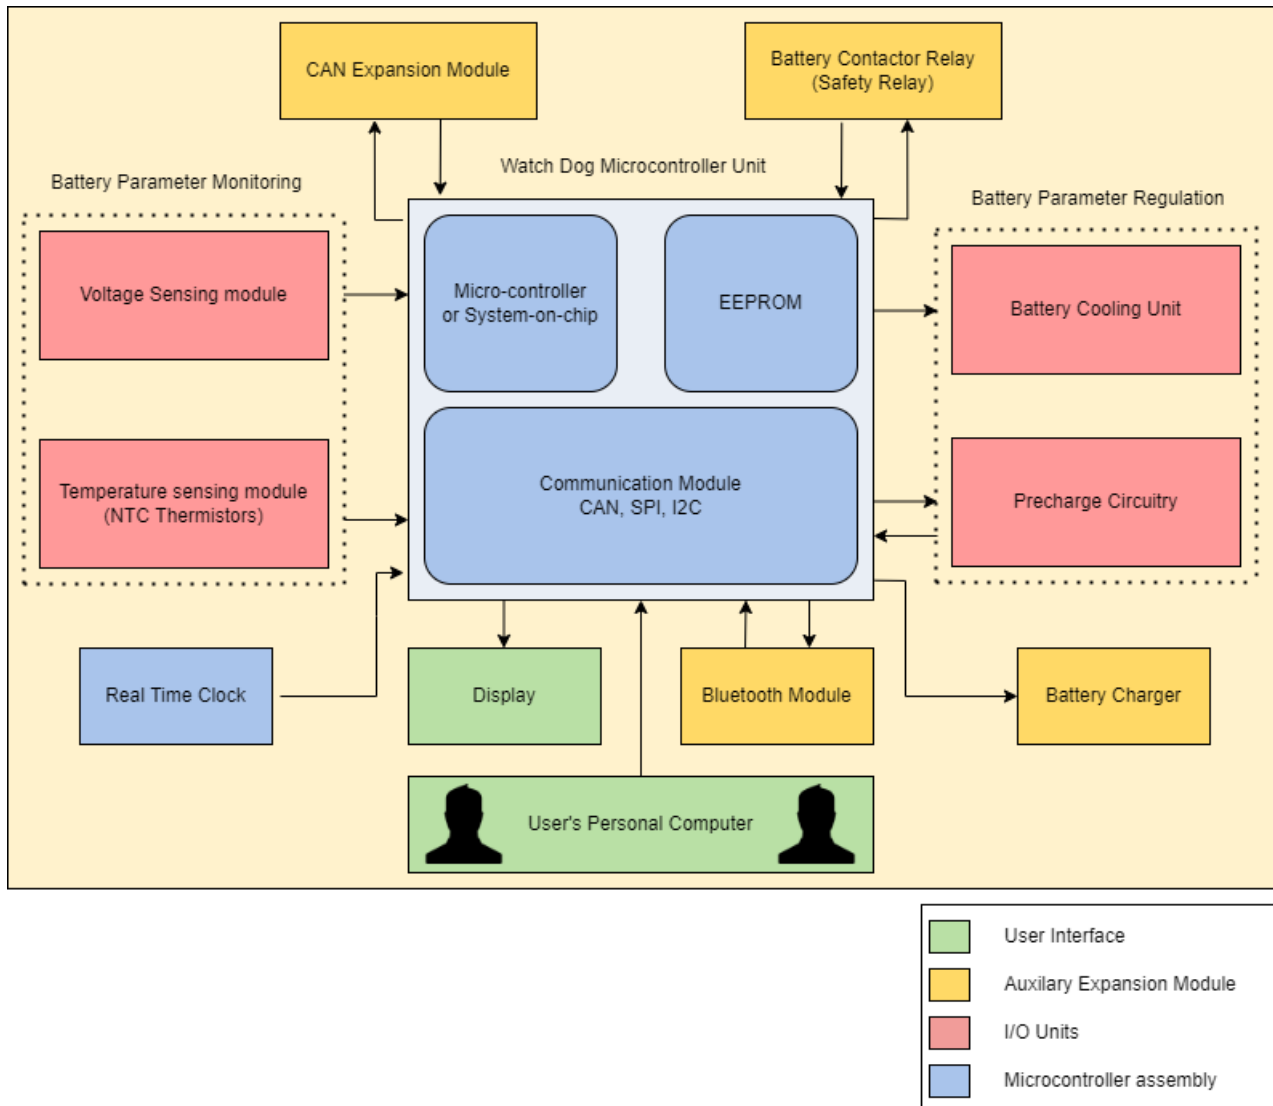 CAN Expansion Module
Battery Contactor Relay
(Safety Relay)
Watch Dog Microcontroller Unit
Battery Parameter Monitoring
Battery Parameter Regulation
Voltage Sensing module
Micro-controller
or System-on-chip
EEPROM
Battery Cooling Unit
Temperature sensing module
(NTC Thermistors)
Communication Module
CAN, SPI, I2C
Precharge Circuitry
Real Time Clock
Display
Bluetooth Module
Battery Charger
User's Personal Computer
User Interface
Auxilary Expansion Module
I/O Units
Microcontroller assembly